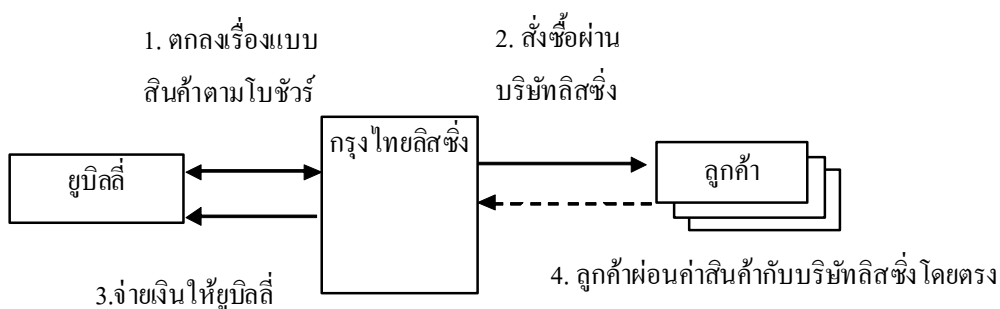 1. ตกลงเรื่องแบบ
สินค้าตามโบชัวร์
2. สั่งซื้อผ่าน
บริษัทลิสซิ่ง
ยูบิลลี่
กรุงไทยลิสซิ่ง
ลูกค้า
3.จ่ายเงินให้ยูบิลลี่
4. ลูกค้าผ่อนค่าสินค้ากับบริษัทลิสซิ่งโดยตรง